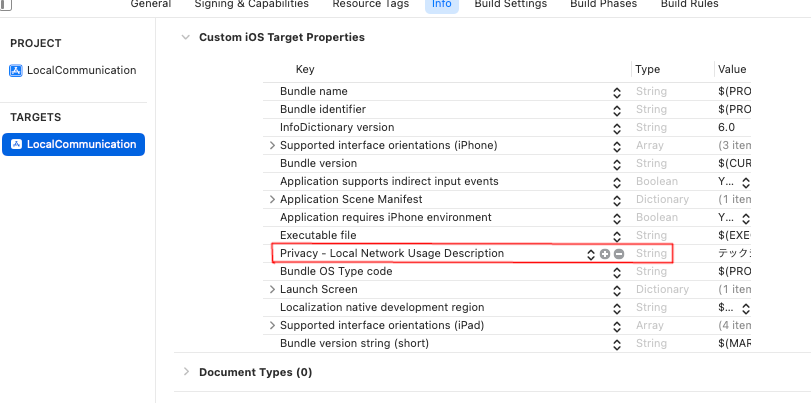 General Signing & Capabilities Resource Tags Info Build Settings Build Phases Build Rules
PROJECT
LocalCommunication
TARGETS
LocalCommunication
Custom iOS Target Properties
Key Type Value
Bundle name String $(PRO
Bundle identifier String $(PRO
InfoDictionary version String 6.0
Supported interface orientations (iPhone) Array (3 item
Bundle version String $(CUR
Application supports indirect input events Boolean Y...
Application Scene Manifest Dictionary (1 item
Application requires iPhone environment Boolean Y...
Executable file String $(EXE
Privacy - Local Network Usage Description String テック
Bundle OS Type code String $(PRO
Launch Screen Dictionary (1 item
Localization native development region String $...
Supported interface orientations (iPad) Array (4 item
Bundle version string (short) String $(MAR
Document Types (0)